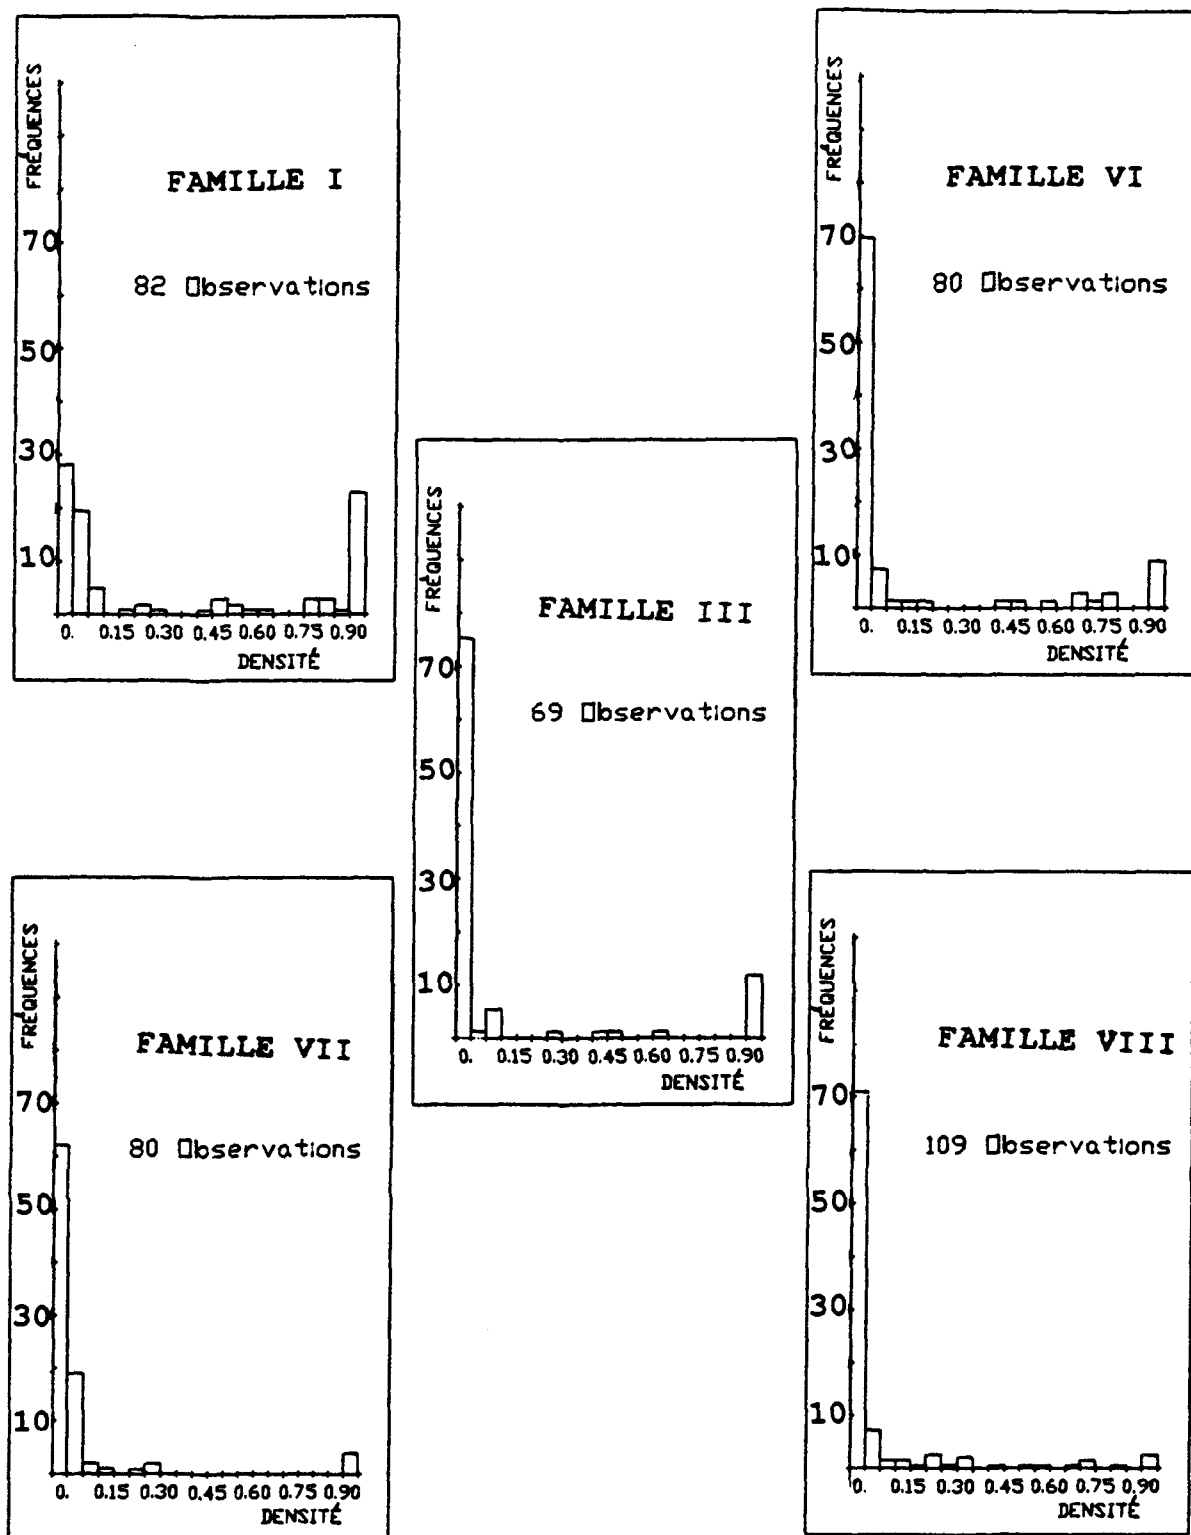 FRÉQUENCES
FAMILLE I
82 Observations
70
50
30
10
0. 0.15 0.30 0.45 0.60 0.75 0.90
DENSITÉ
FRÉQUENCES
FAMILLE VI
80 Observations
70
50
30
10
0. 0.15 0.30 0.45 0.60 0.75 0.90
DENSITÉ
FRÉQUENCES
FAMILLE III
69 Observations
70
50
30
10
0. 0.15 0.30 0.45 0.60 0.75 0.90
DENSITÉ
FRÉQUENCES
FAMILLE VII
80 Observations
70
50
30
10
0. 0.15 0.30 0.45 0.60 0.75 0.90
DENSITÉ
FRÉQUENCES
FAMILLE VIII
109 Observations
70
50
30
10
0. 0.15 0.30 0.45 0.60 0.75 0.90
DENSITÉ